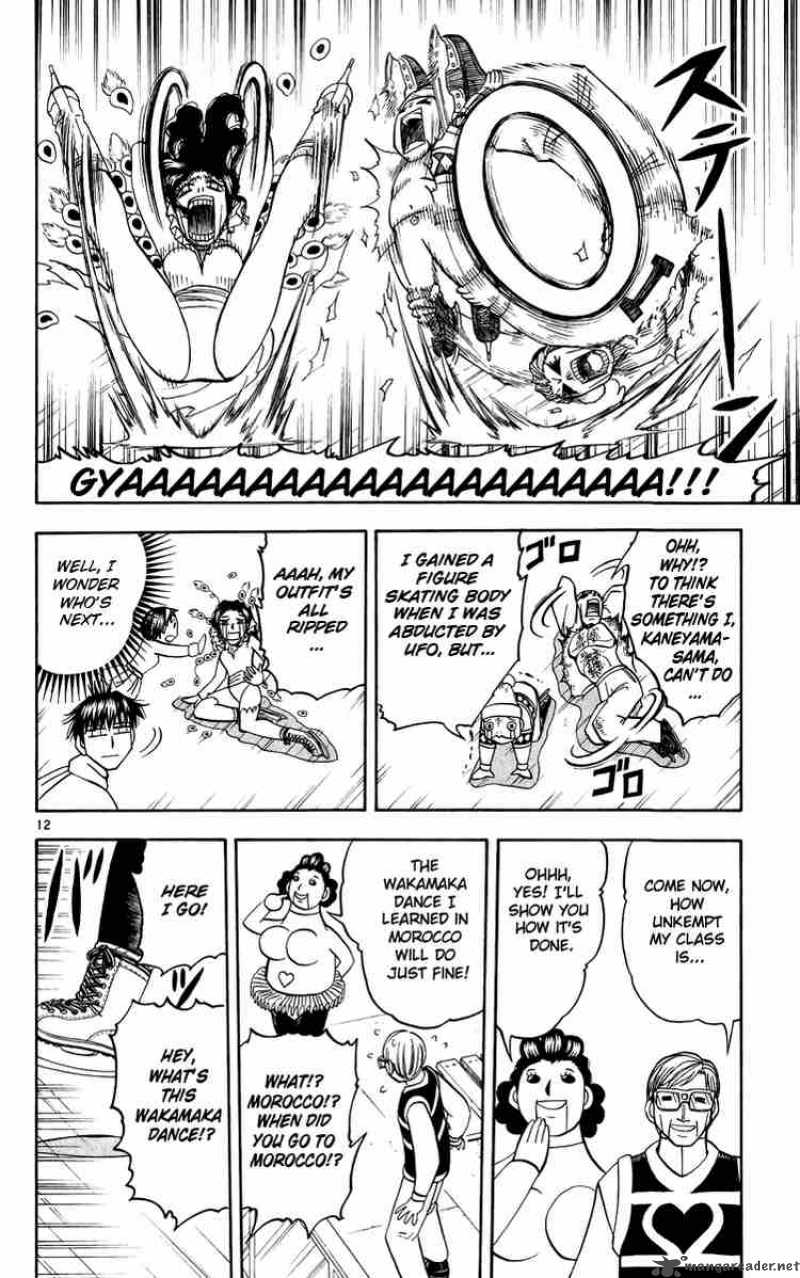 ステーン
GYAAAAAAAAAAAAAAAAAAAAAA!!!
OHH,
WHY!?
TO THINK
THERE'S
SOMETHING I,
KANEYAMA-
SAMA,
CAN'T DO
...
ゴロ
ゴロ
I GAINED A
FIGURE
SKATING BODY
WHEN I WAS
ABDUCTED BY
UFO, BUT...
AAAH, MY
OUTFIT'S
ALL
RIPPED
...
WELL, I
WONDER
WHO'S
NEXT...
12
COME NOW,
HOW
UNKEMPT
MY CLASS
IS...
OHHH,
YES! I'LL
SHOW YOU
HOW IT'S
DONE.
THE
WAKAMAKA
DANCE I
LEARNED IN
MOROCCO
WILL DO
JUST FINE!
WHAT!?
MOROCCO!?
WHEN DID
YOU GO TO
MOROCCO!?
HERE
I GO!
HEY,
WHAT'S
THIS
WAKAMAKA
DANCE!?
mangareader.net